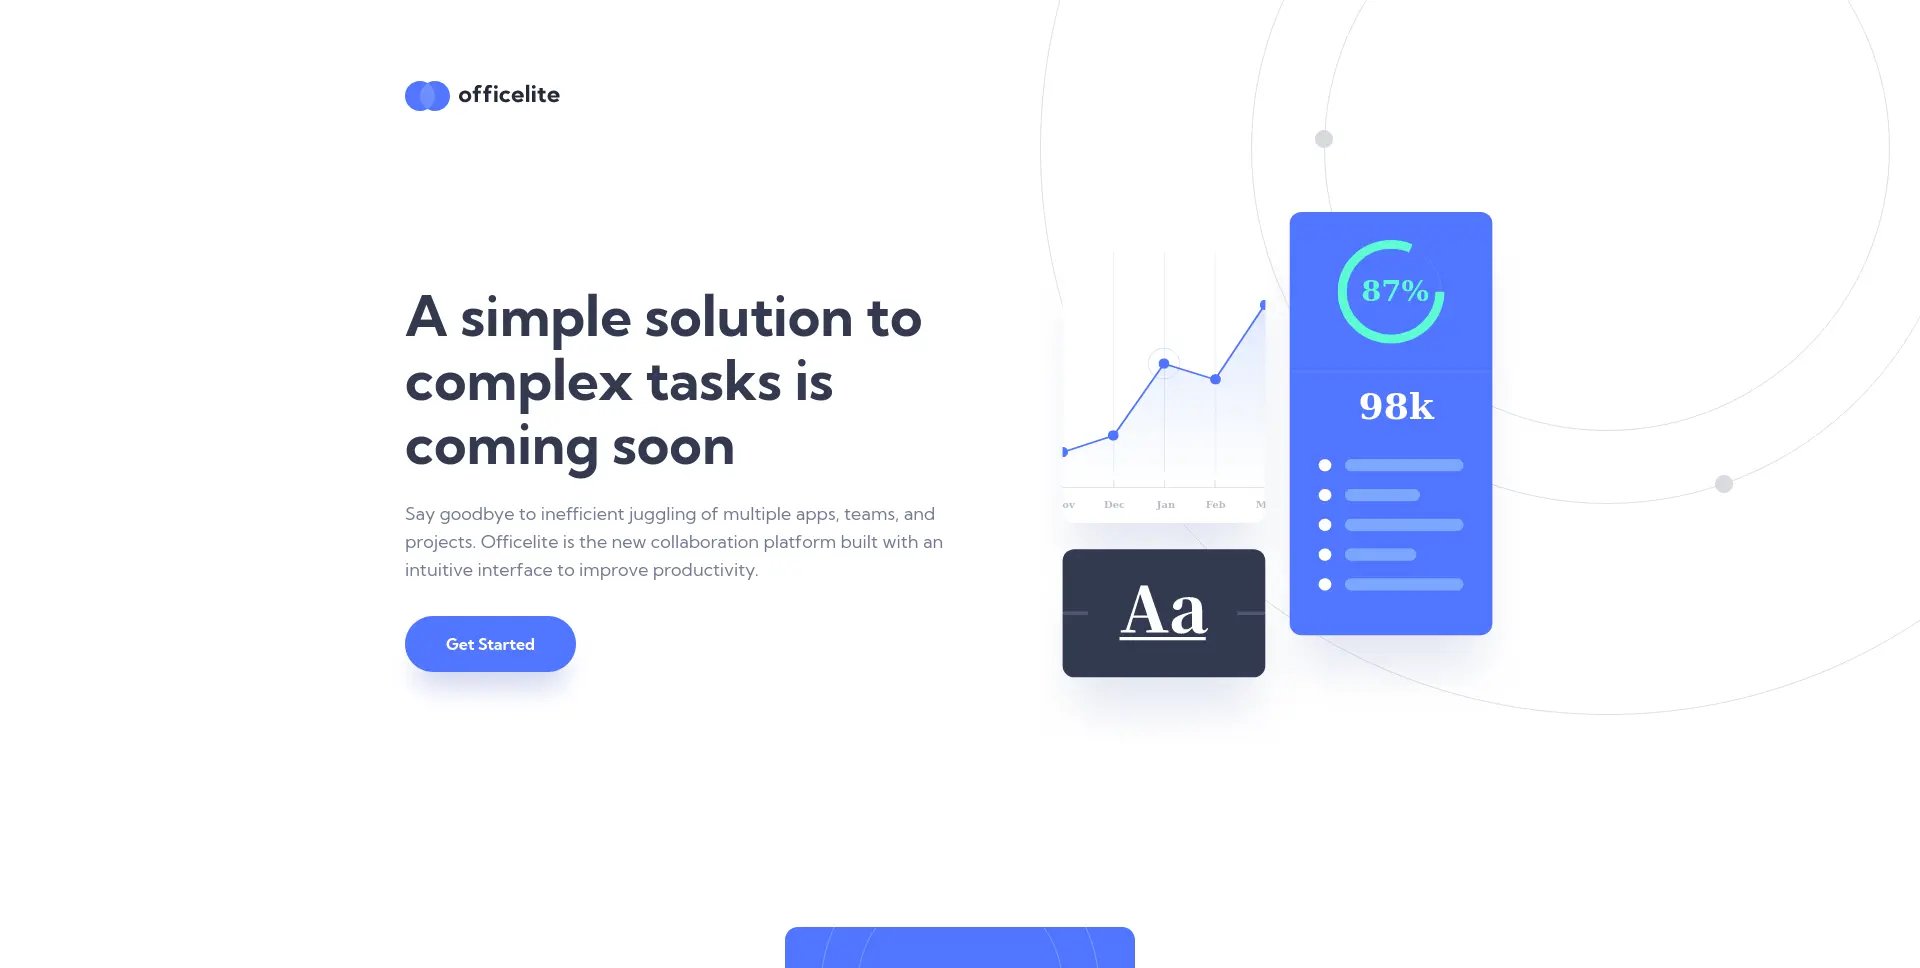 officelite
A simple solution to
complex tasks is
coming soon
Say goodbye to inefficient juggling of multiple apps, teams, and
projects. Officelite is the new collaboration platform built with an
intuitive interface to improve productivity.
Get Started
ov Dec Jan Feb M
Aa
87%
98k